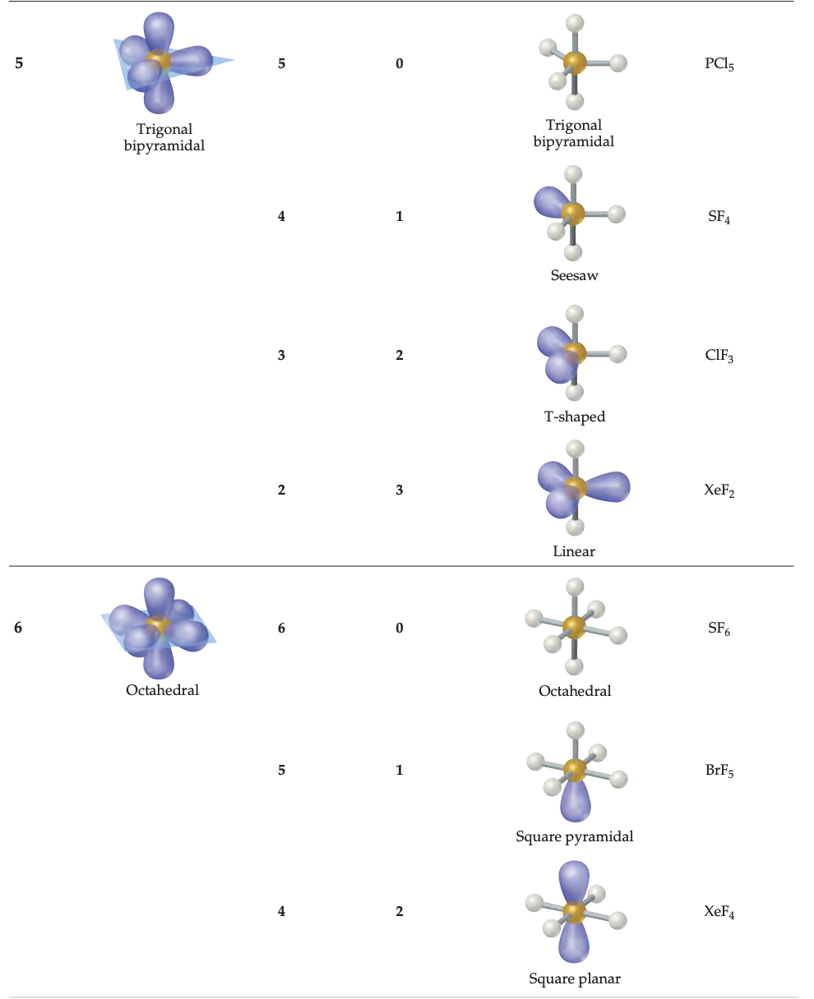 5 5 0 PCl₅
Trigonal
bipyramidal
Trigonal
bipyramidal
4 1 SF₄
Seesaw
3 2 ClF₃
T-shaped
2 3 XeF₂
Linear
6 6 0 SF₆
Octahedral Octahedral
5 1 BrF₅
Square pyramidal
4 2 XeF₄
Square planar